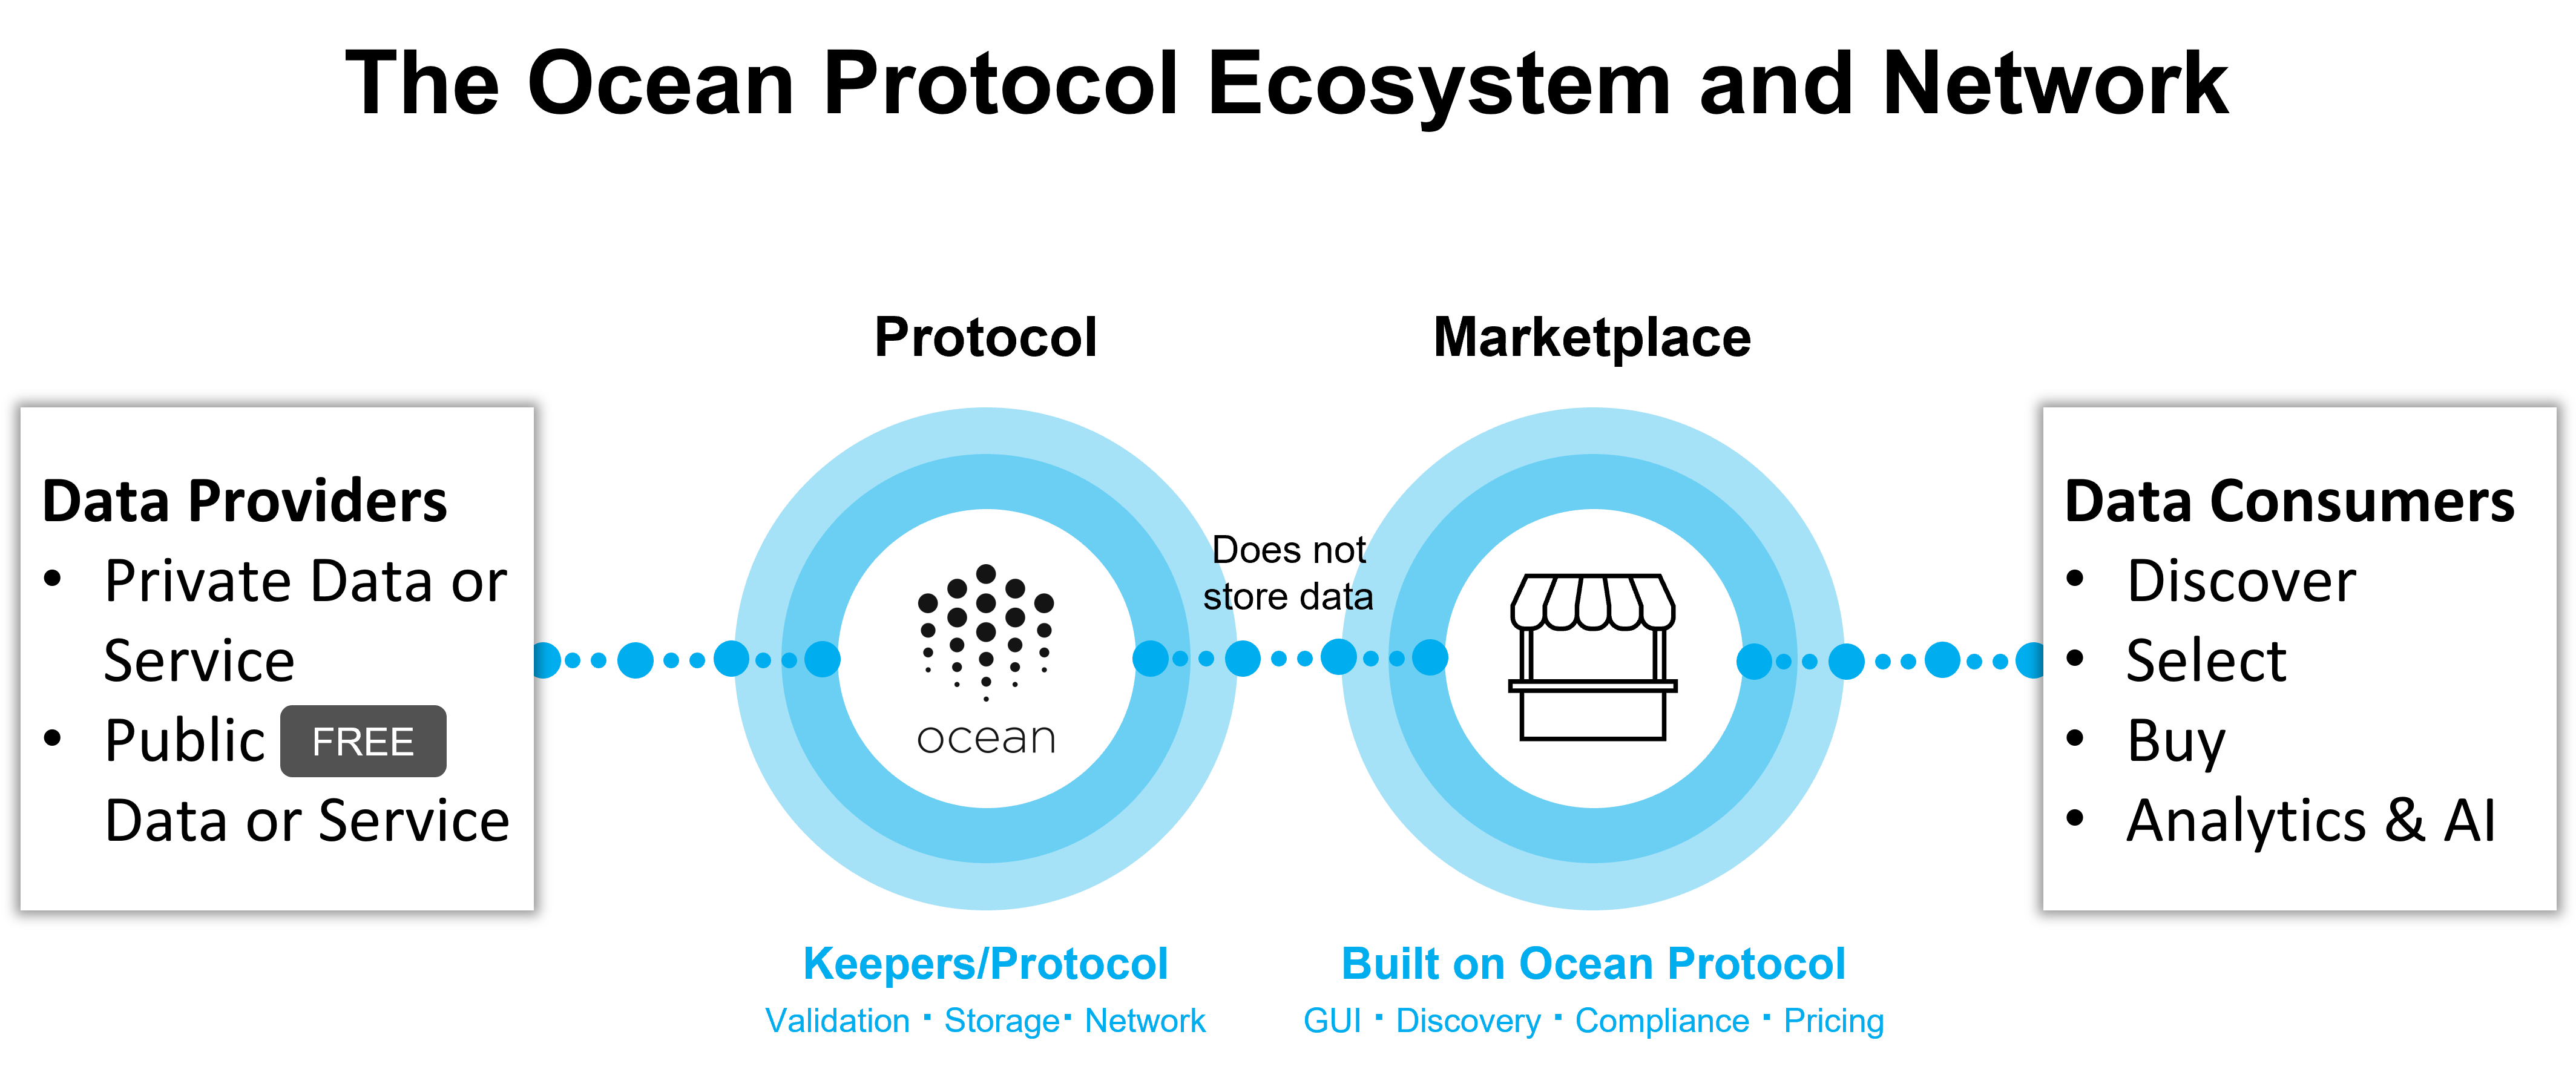 The Ocean Protocol Ecosystem and Network
Protocol
Marketplace
Data Providers
• Private Data or
Service
• Public FREE
Data or Service
ocean
Does not
store data
Data Consumers
• Discover
• Select
• Buy
• Analytics & AI
Keepers/Protocol
Validation · Storage · Network
Built on Ocean Protocol
GUI · Discovery · Compliance · Pricing